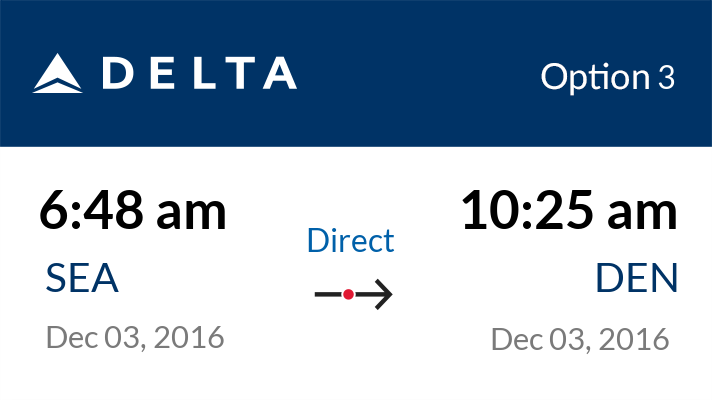 DELTA
Option 3
6:48 am
10:25 am
Direct
SEA
DEN
Dec 03, 2016
Dec 03, 2016